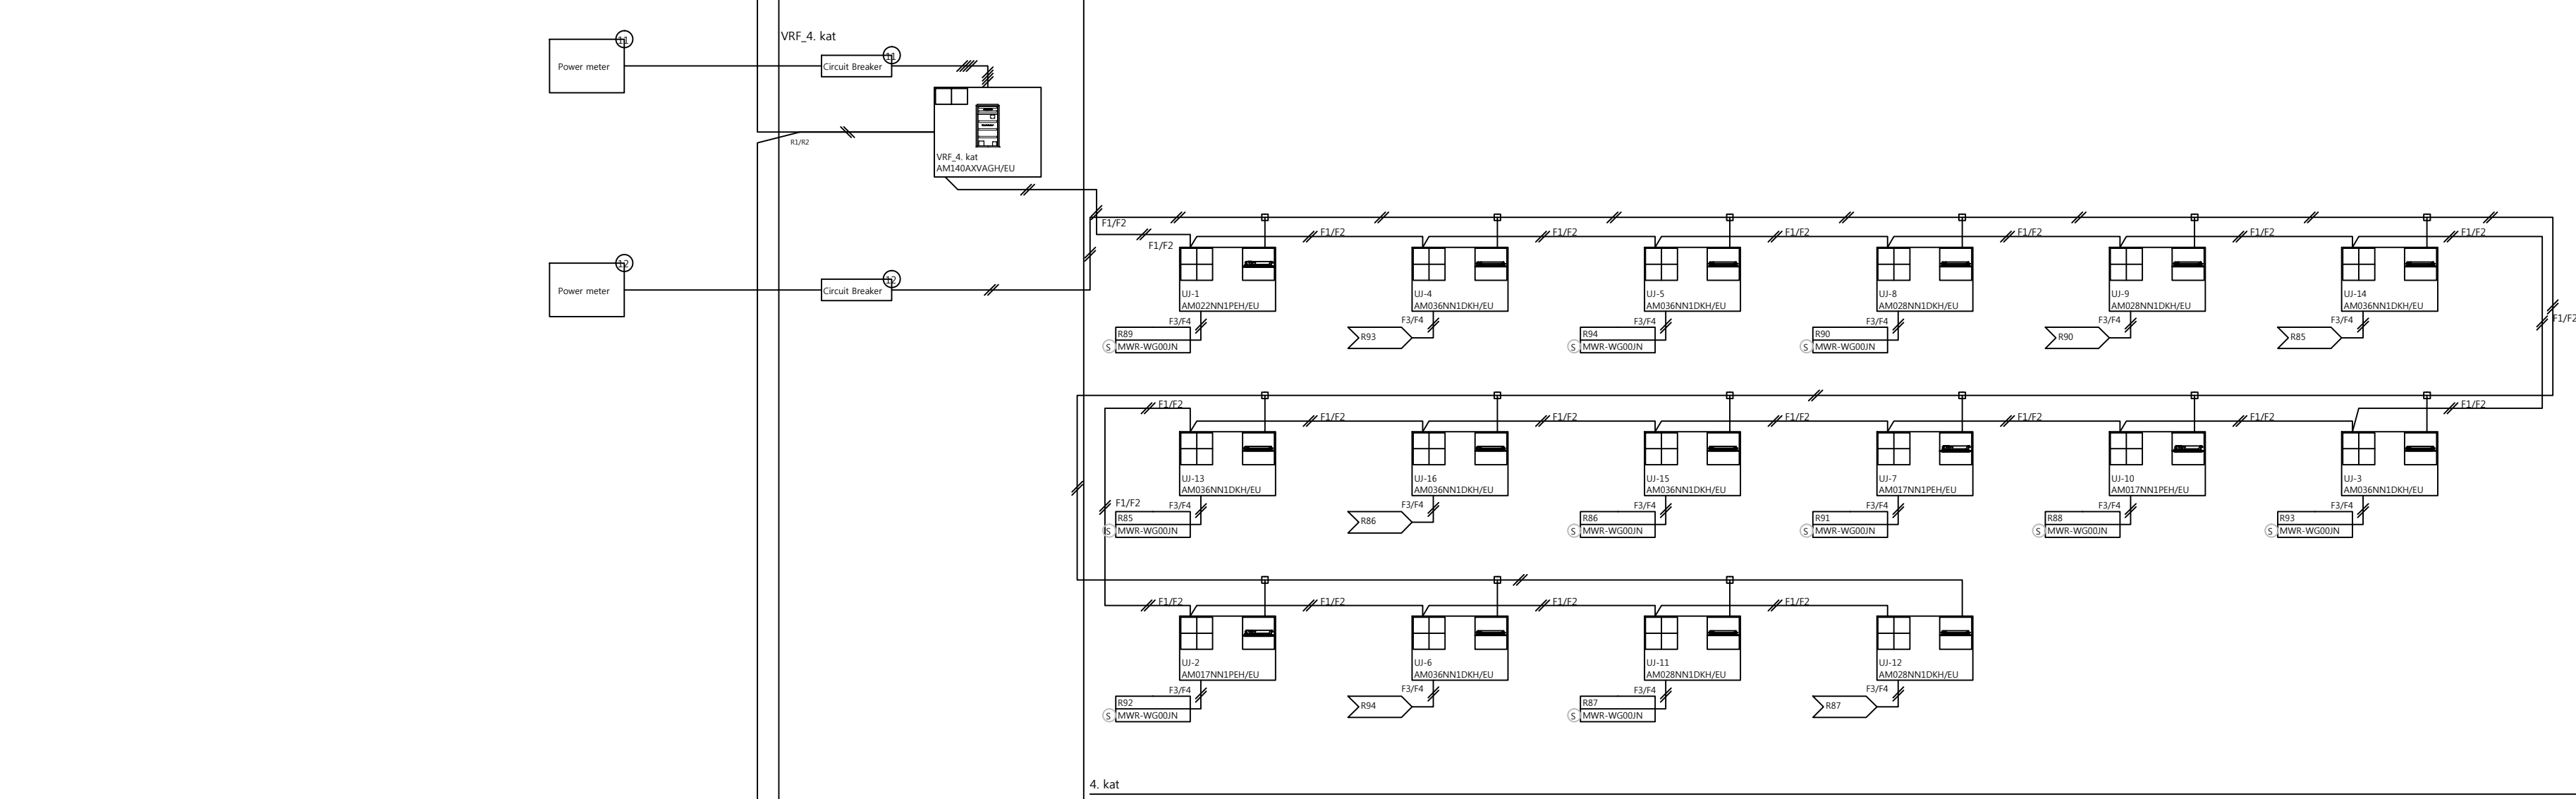 11
Power meter
VRF_4. kat
11
Circuit Breaker
R1/R2
VRF_4. kat
AM140AXVAGH/EU
12
Power meter
12
Circuit Breaker
F1/F2
F1/F2
F1/F2
F1/F2
F1/F2
F1/F2
F1/F2
F1/F2
UJ-1
AM022NN1PEH/EU
UJ-4
AM036NN1DKH/EU
UJ-5
AM036NN1DKH/EU
UJ-8
AM028NN1DKH/EU
UJ-9
AM028NN1DKH/EU
UJ-14
AM036NN1DKH/EU
F1/F2
F3/F4
R89
S MWR-WG00JN
F3/F4
R93
F3/F4
R94
S MWR-WG00JN
F3/F4
R90
S MWR-WG00JN
F3/F4
R90
F3/F4
R85
F1/F2
F1/F2
F1/F2
F1/F2
F1/F2
F1/F2
F1/F2
UJ-13
AM036NN1DKH/EU
UJ-16
AM036NN1DKH/EU
UJ-15
AM036NN1DKH/EU
UJ-7
AM017NN1PEH/EU
UJ-10
AM017NN1PEH/EU
UJ-3
AM036NN1DKH/EU
F1/F2
F3/F4
R85
S MWR-WG00JN
F3/F4
R86
F3/F4
R86
S MWR-WG00JN
F3/F4
R91
S MWR-WG00JN
F3/F4
R88
S MWR-WG00JN
F3/F4
R93
S MWR-WG00JN
F1/F2
F1/F2
F1/F2
F1/F2
UJ-2
AM017NN1PEH/EU
UJ-6
AM036NN1DKH/EU
UJ-11
AM028NN1DKH/EU
UJ-12
AM028NN1DKH/EU
F3/F4
R92
S MWR-WG00JN
F3/F4
R94
F3/F4
R87
S MWR-WG00JN
F3/F4
R87
4. kat